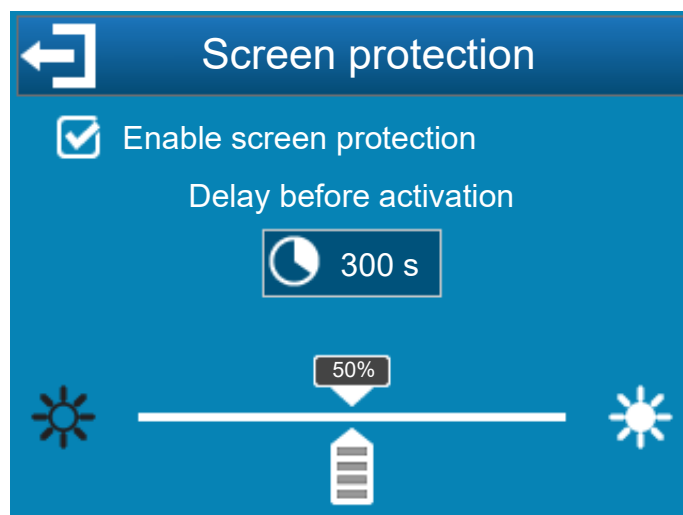 Screen protection
Enable screen protection
Delay before activation
300 s
50%